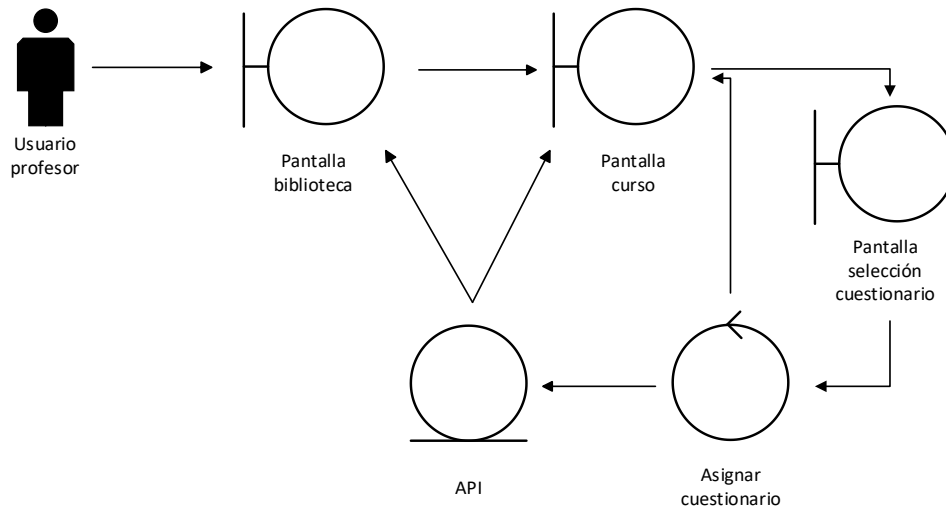 Usuario
profesor
Pantalla
biblioteca
Pantalla
curso
Pantalla
selección
cuestionario
API
Asignar
cuestionario